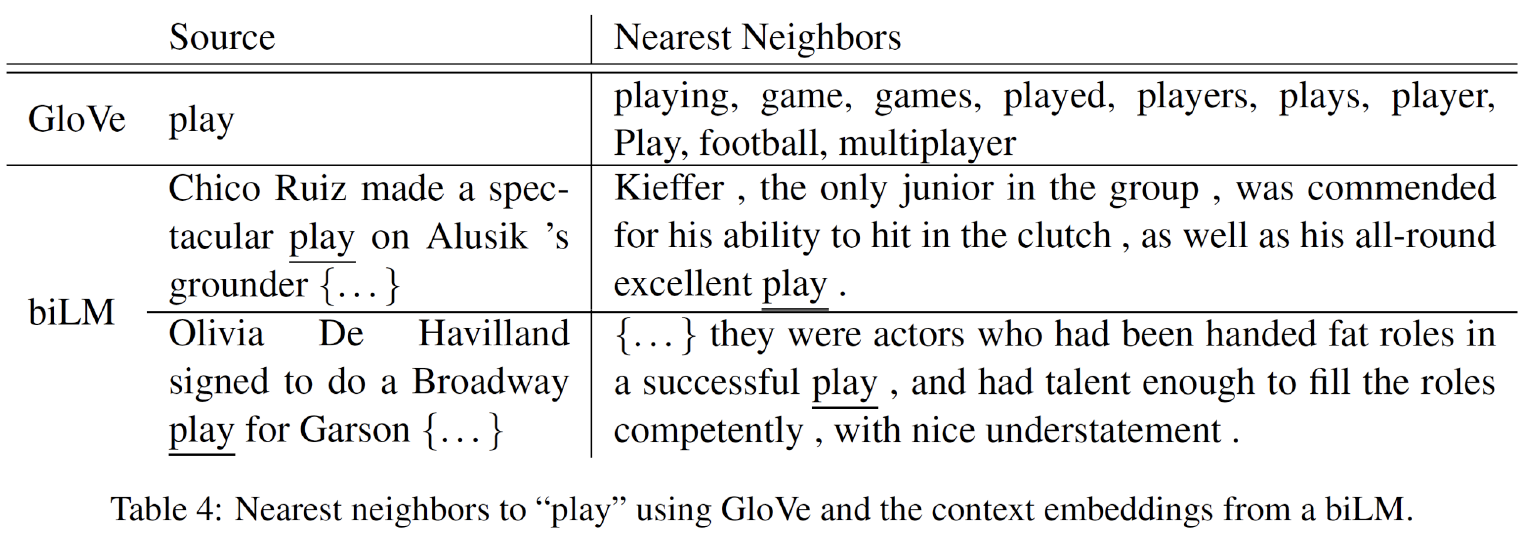 Source Nearest Neighbors
GloVe play playing, game, games, played, players, plays, player,
Play, football, multiplayer
biLM
Chico Ruiz made a spec-
tacular play on Alusik 's
grounder {...}
Kieffer , the only junior in the group , was commended
for his ability to hit in the clutch , as well as his all-round
excellent play .
Olivia De Havilland
signed to do a Broadway
play for Garson {...}
{...} they were actors who had been handed fat roles in
a successful play , and had talent enough to fill the roles
competently , with nice understatement .
Table 4: Nearest neighbors to “play” using GloVe and the context embeddings from a biLM.